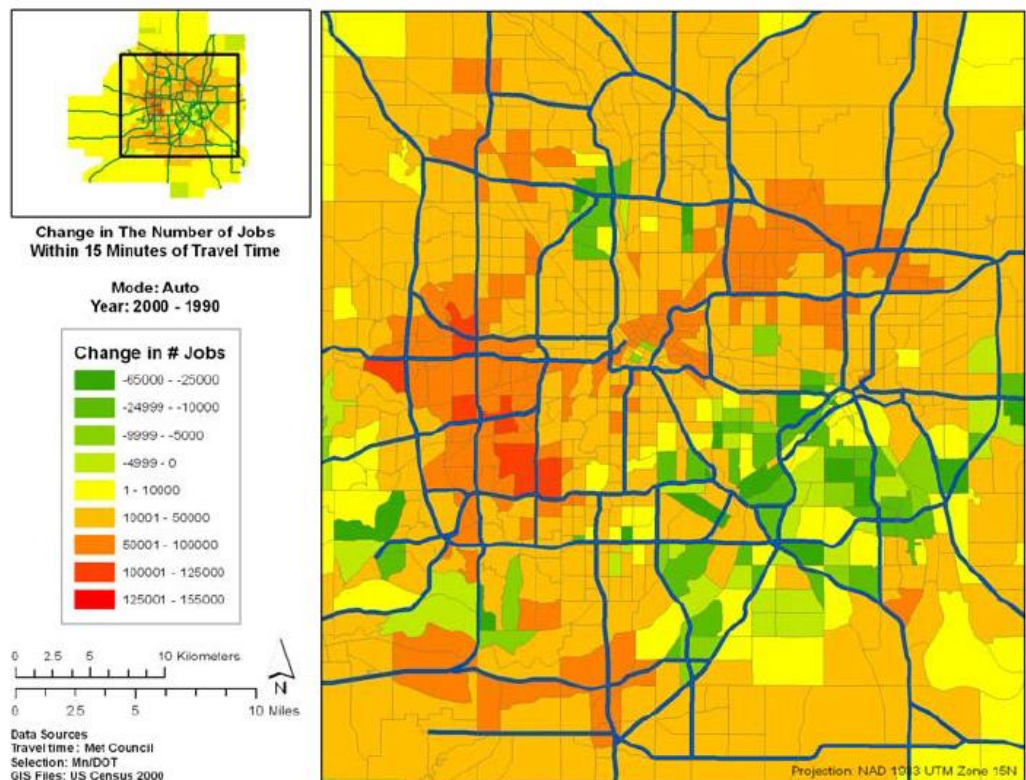 Change in The Number of Jobs
Within 15 Minutes of Travel Time
Mode: Auto
Year: 2000 - 1990
Change in # Jobs
-65000 - -25000
-24999 - -10000
-9999 - -5000
-4999 - 0
1 - 10000
10001 - 50000
50001 - 100000
100001 - 125000
125001 - 155000
0 2.5 5 10 Kilometers
N
0 2.5 5 10 Miles
Data Sources
Travel time: Met Council
Selection: Mn/DOT
GIS Files: US Census 2000
Projection: NAD 1983 UTM Zone 15N